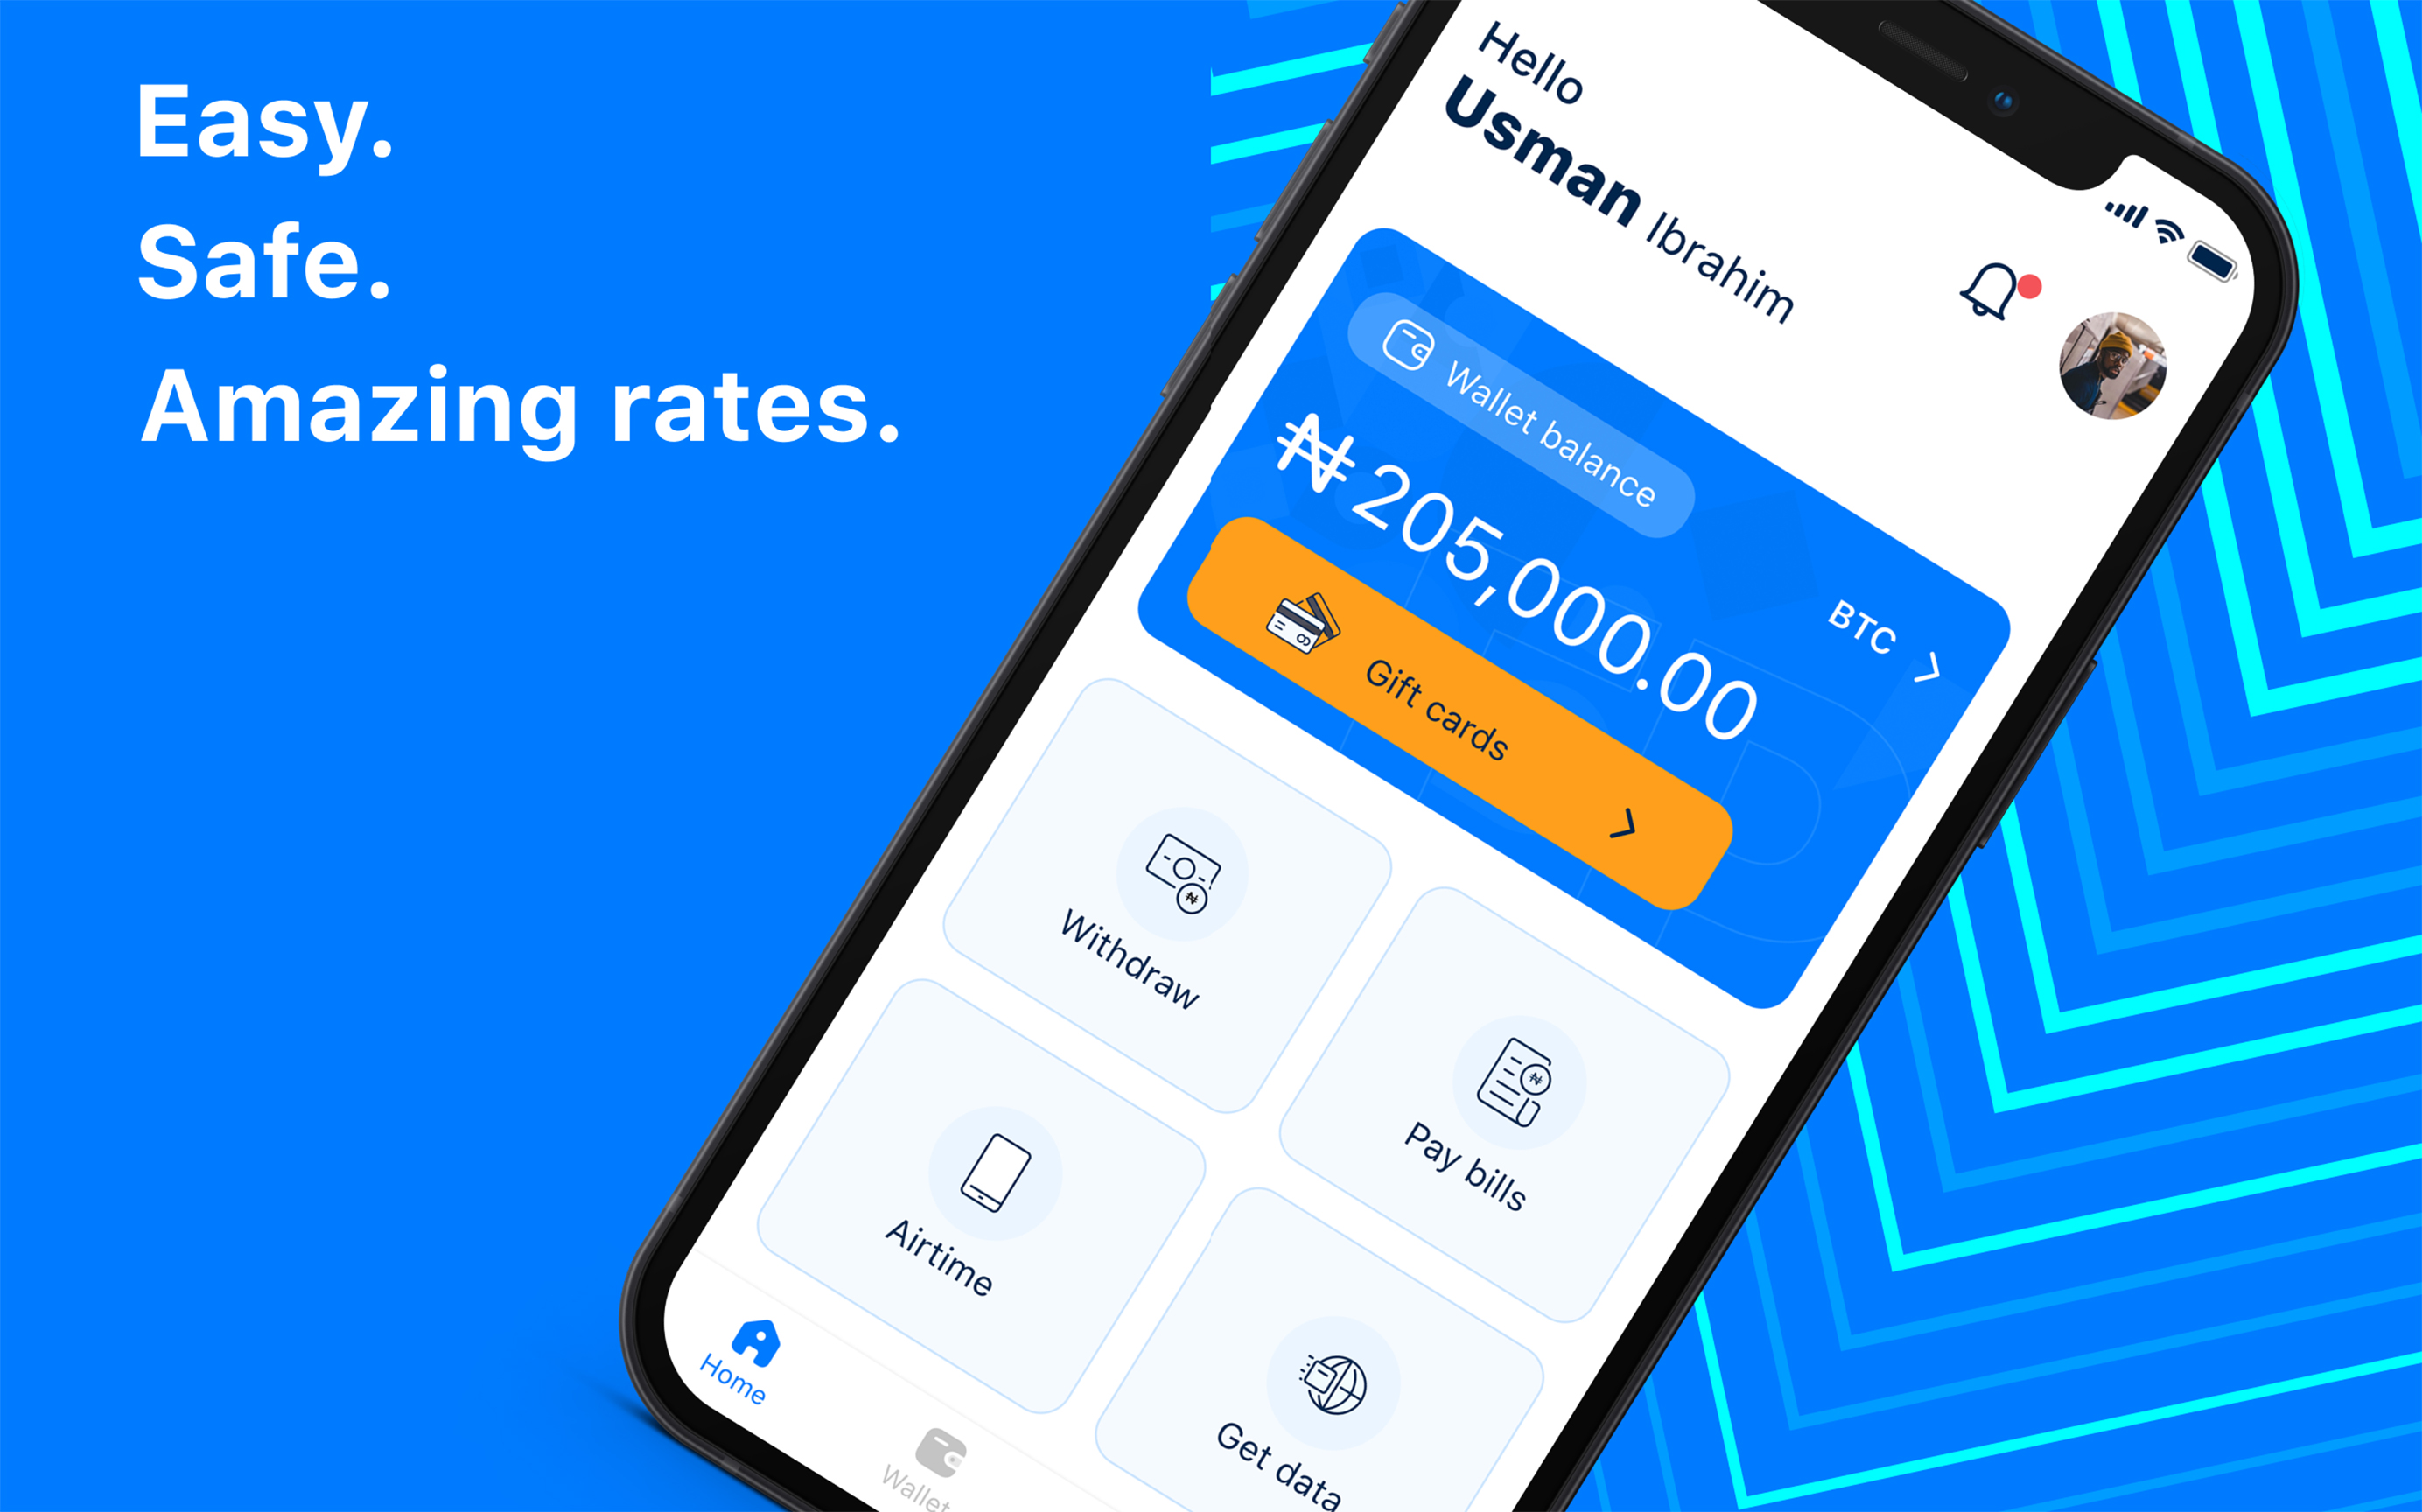 Easy.
Safe.
Amazing rates.
Hello
Usman Ibrahim
Wallet balance
₦205,000.00
BTC
Gift cards
Withdraw
Pay bills
Airtime
Get data
Home
Wallet